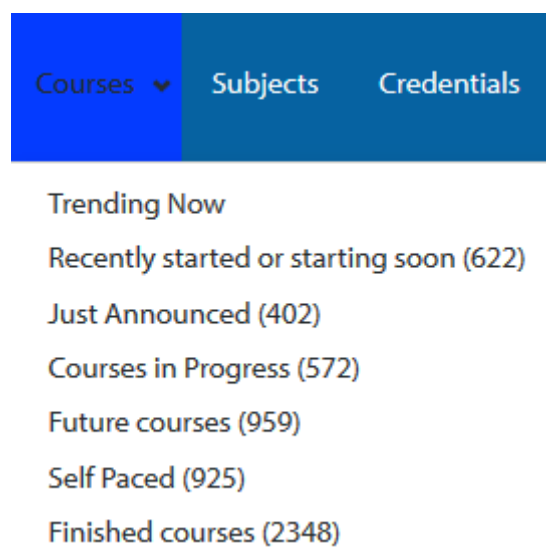 Courses Subjects Credentials
Trending Now
Recently started or starting soon (622)
Just Announced (402)
Courses in Progress (572)
Future courses (959)
Self Paced (925)
Finished courses (2348)